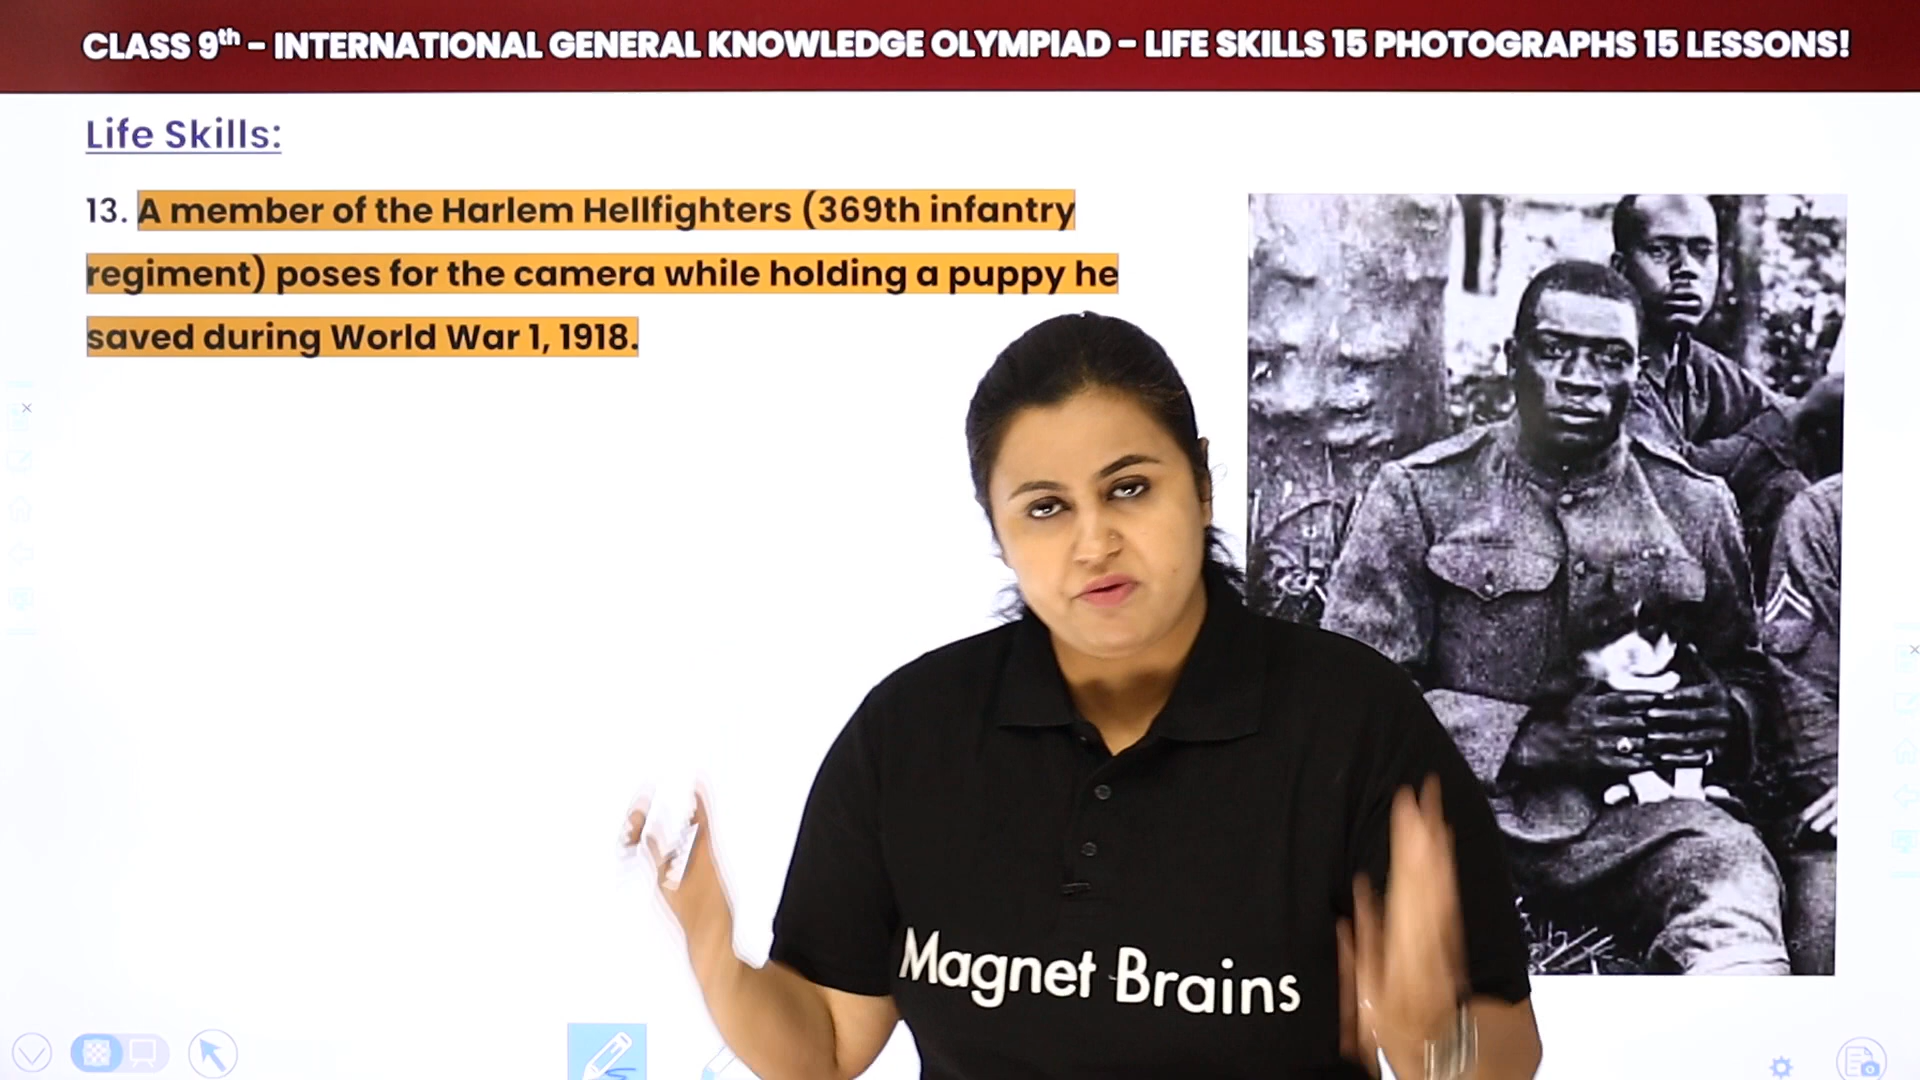 CLASS 9th – INTERNATIONAL GENERAL KNOWLEDGE OLYMPIAD – LIFE SKILLS 15 PHOTOGRAPHS 15 LESSONS!
Life Skills:
13. A member of the Harlem Hellfighters (369th infantry
regiment) poses for the camera while holding a puppy he
saved during World War 1, 1918.
Magnet Brains